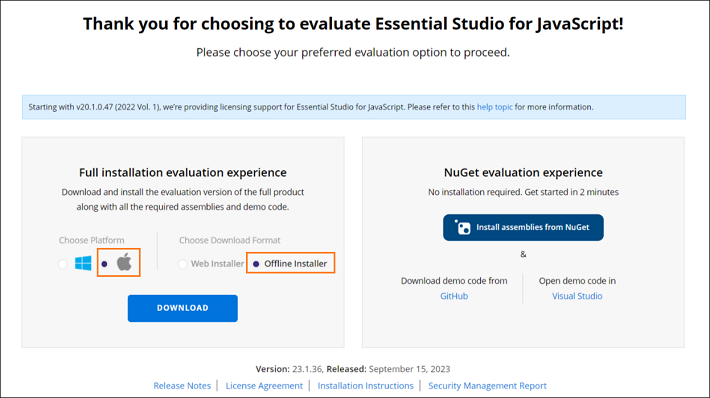 Thank you for choosing to evaluate Essential Studio for JavaScript!
Please choose your preferred evaluation option to proceed.
Starting with v20.1.0.47 (2022 Vol. 1), we're providing licensing support for Essential Studio for JavaScript. Please refer to this help topic for more information.
Full installation evaluation experience
Download and install the evaluation version of the full product
along with all the required assemblies and demo code.
Choose Platform
Choose Download Format
Web Installer
Offline Installer
DOWNLOAD
NuGet evaluation experience
No installation required. Get started in 2 minutes
Install assemblies from NuGet
&
Download demo code from
GitHub
Open demo code in
Visual Studio
Version: 23.1.36, Released: September 15, 2023
Release Notes | License Agreement | Installation Instructions | Security Management Report